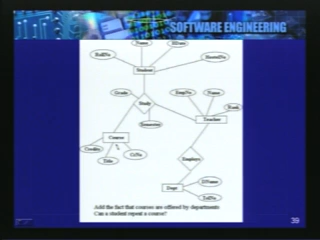 SOFTWARE ENGINEERING
Name
RollNo
HostelNo
Student
Grade
EmpNo
Name
Study
Rank
Semester
Teacher
Course
Credits
CrNo
Title
Employs
Dept
DName
TelNo
Add the fact that courses are offered by departments
Can a student repeat a course?
39